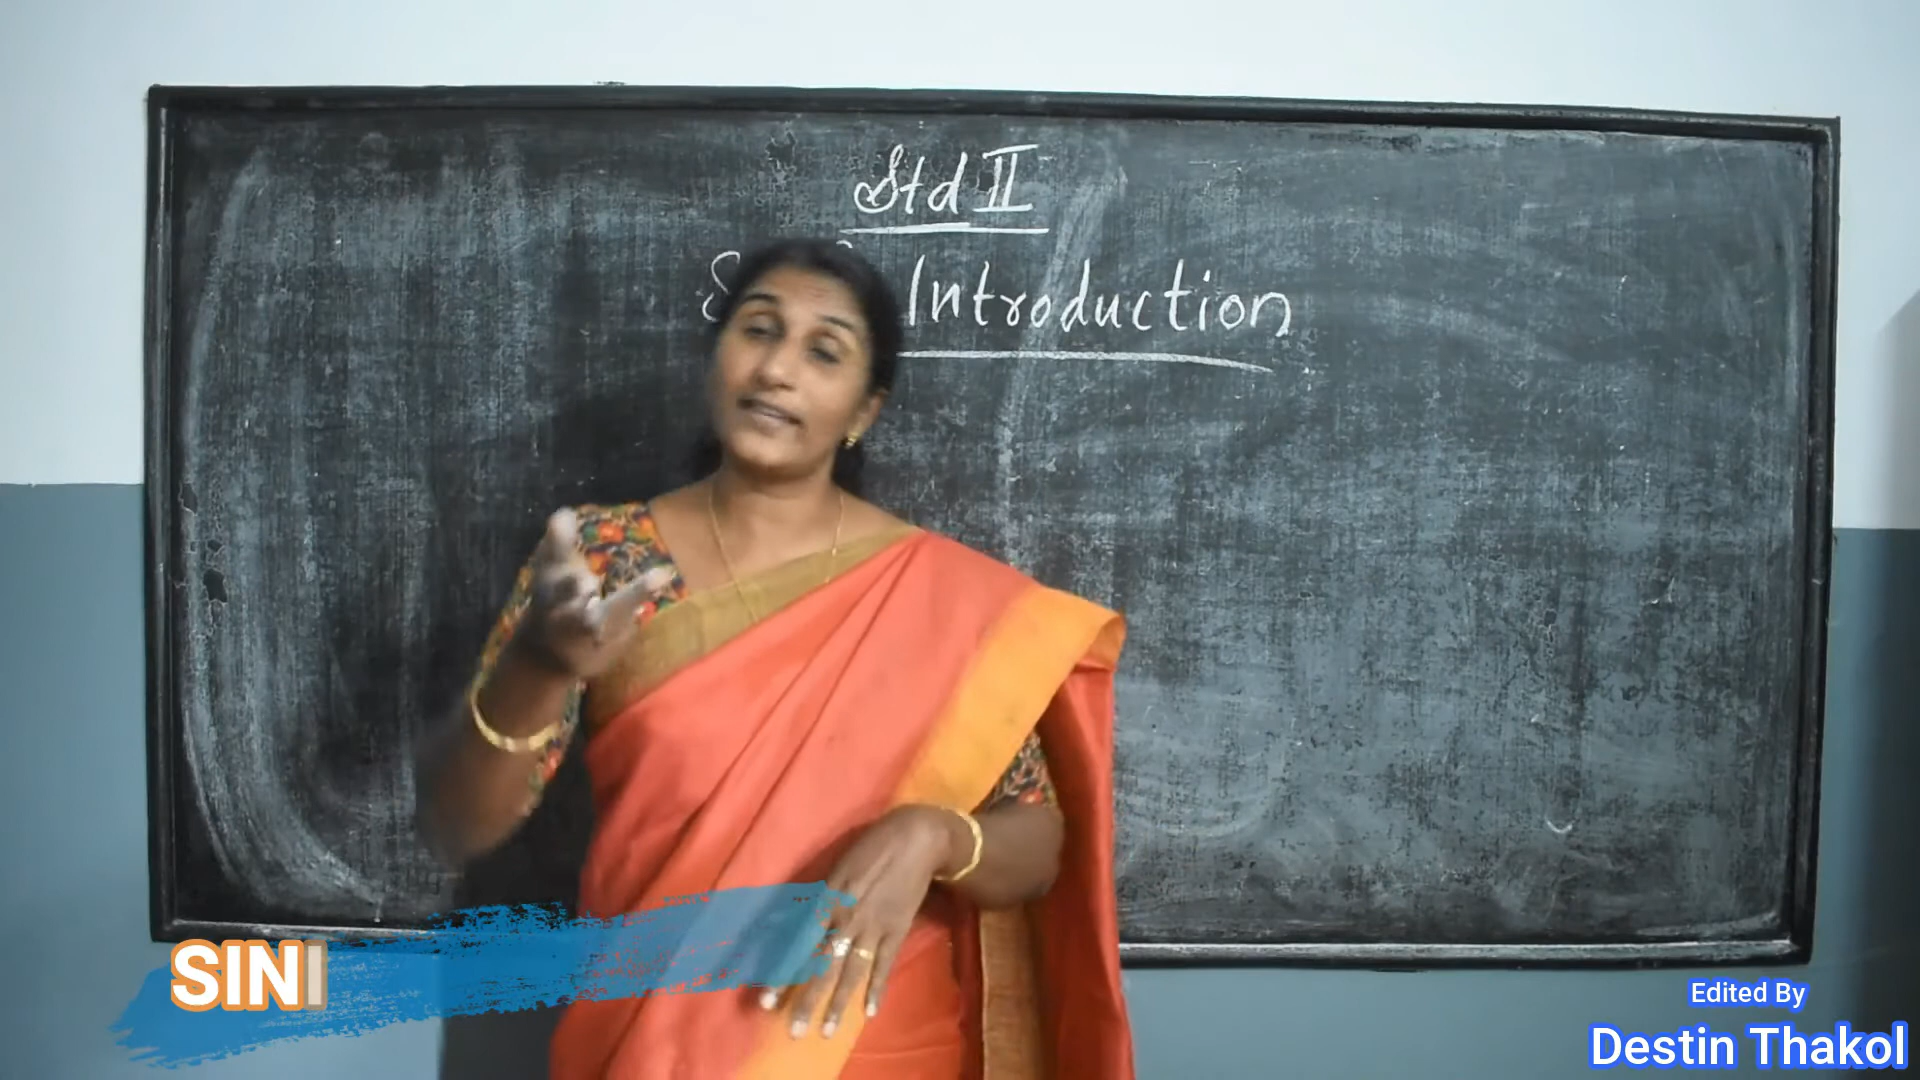 Std II
Introduction
SINI
Edited By
Destin Thakol